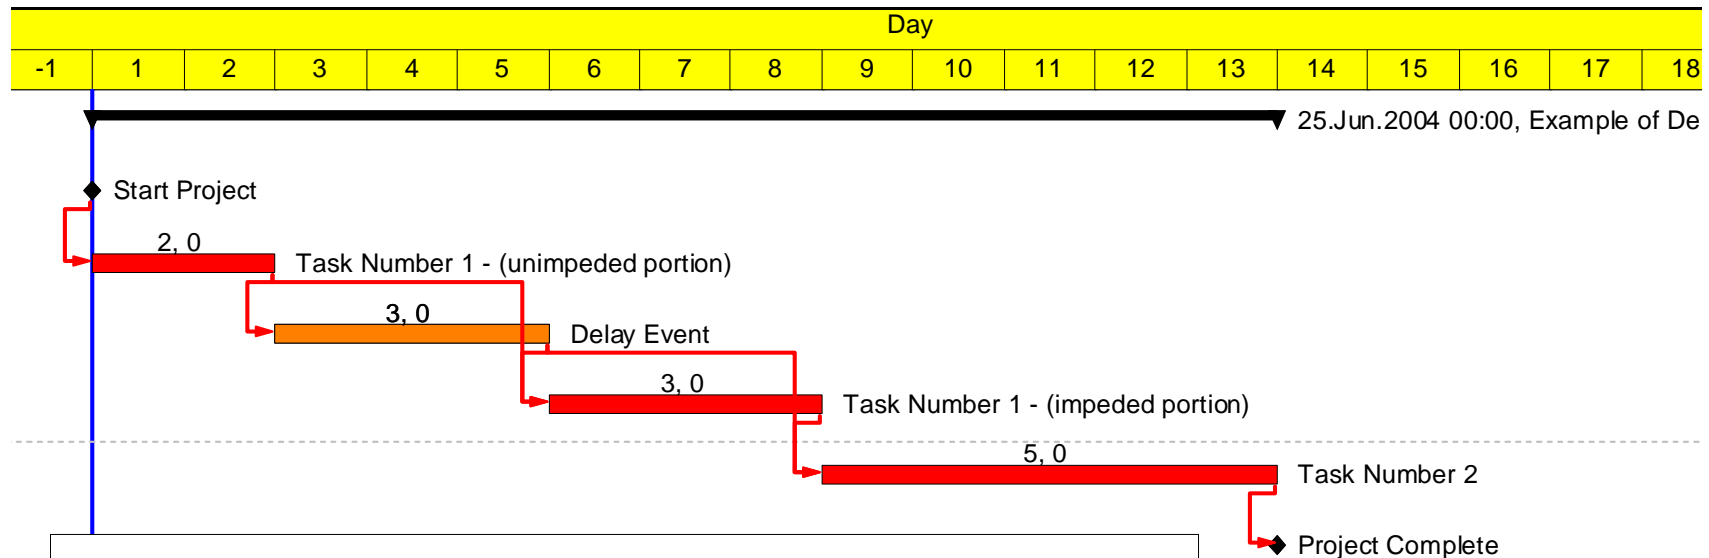 Day
-1 1 2 3 4 5 6 7 8 9 10 11 12 13 14 15 16 17 18
25.Jun.2004 00:00, Example of De
Start Project
2, 0
Task Number 1 - (unimpeded portion)
3, 0
Delay Event
3, 0
Task Number 1 - (impeded portion)
5, 0
Task Number 2
Project Complete